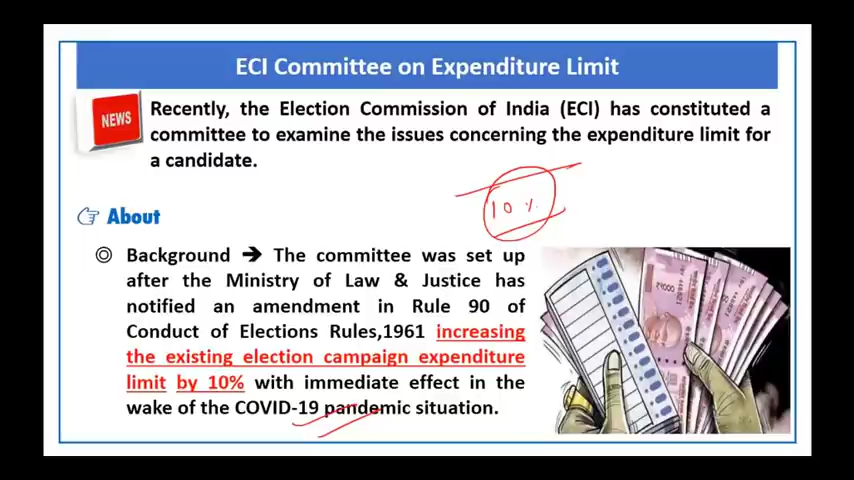 ECI Committee on Expenditure Limit
NEWS
Recently, the Election Commission of India (ECI) has constituted a
committee to examine the issues concerning the expenditure limit for
a candidate.
10 %
About
Background ➔ The committee was set up
after the Ministry of Law & Justice has
notified an amendment in Rule 90 of
Conduct of Elections Rules,1961 increasing
the existing election campaign expenditure
limit by 10% with immediate effect in the
wake of the COVID-19 pandemic situation.